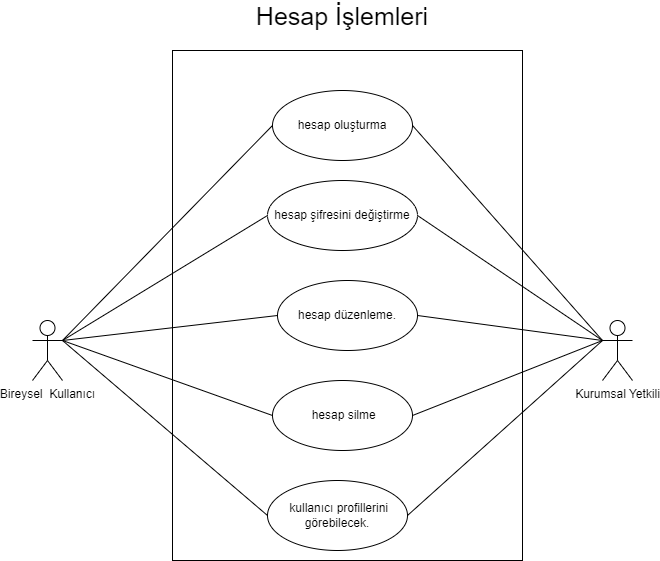 Hesap İşlemleri
hesap oluşturma
hesap şifresini değiştirme
hesap düzenleme.
Bireysel Kullanıcı
Kurumsal Yetkili
hesap silme
kullanıcı profillerini
görebilecek.